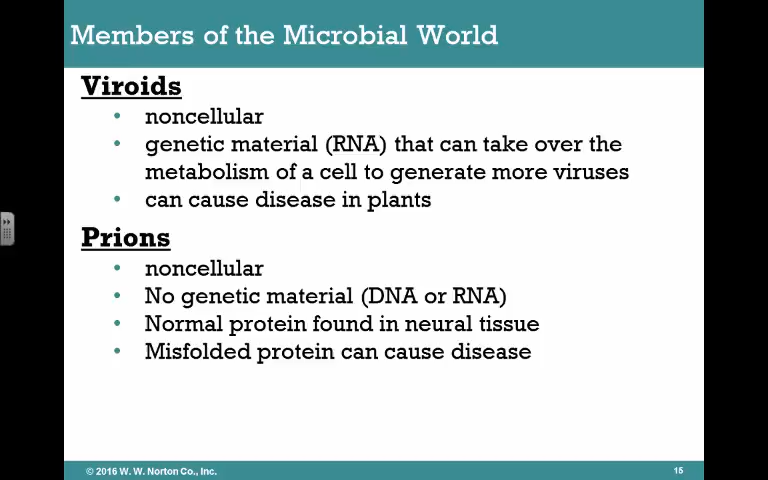 Members of the Microbial World
Viroids
• noncellular
• genetic material (RNA) that can take over the
metabolism of a cell to generate more viruses
• can cause disease in plants
Prions
• noncellular
• No genetic material (DNA or RNA)
• Normal protein found in neural tissue
• Misfolded protein can cause disease
© 2016 W. W. Norton Co., Inc.
15